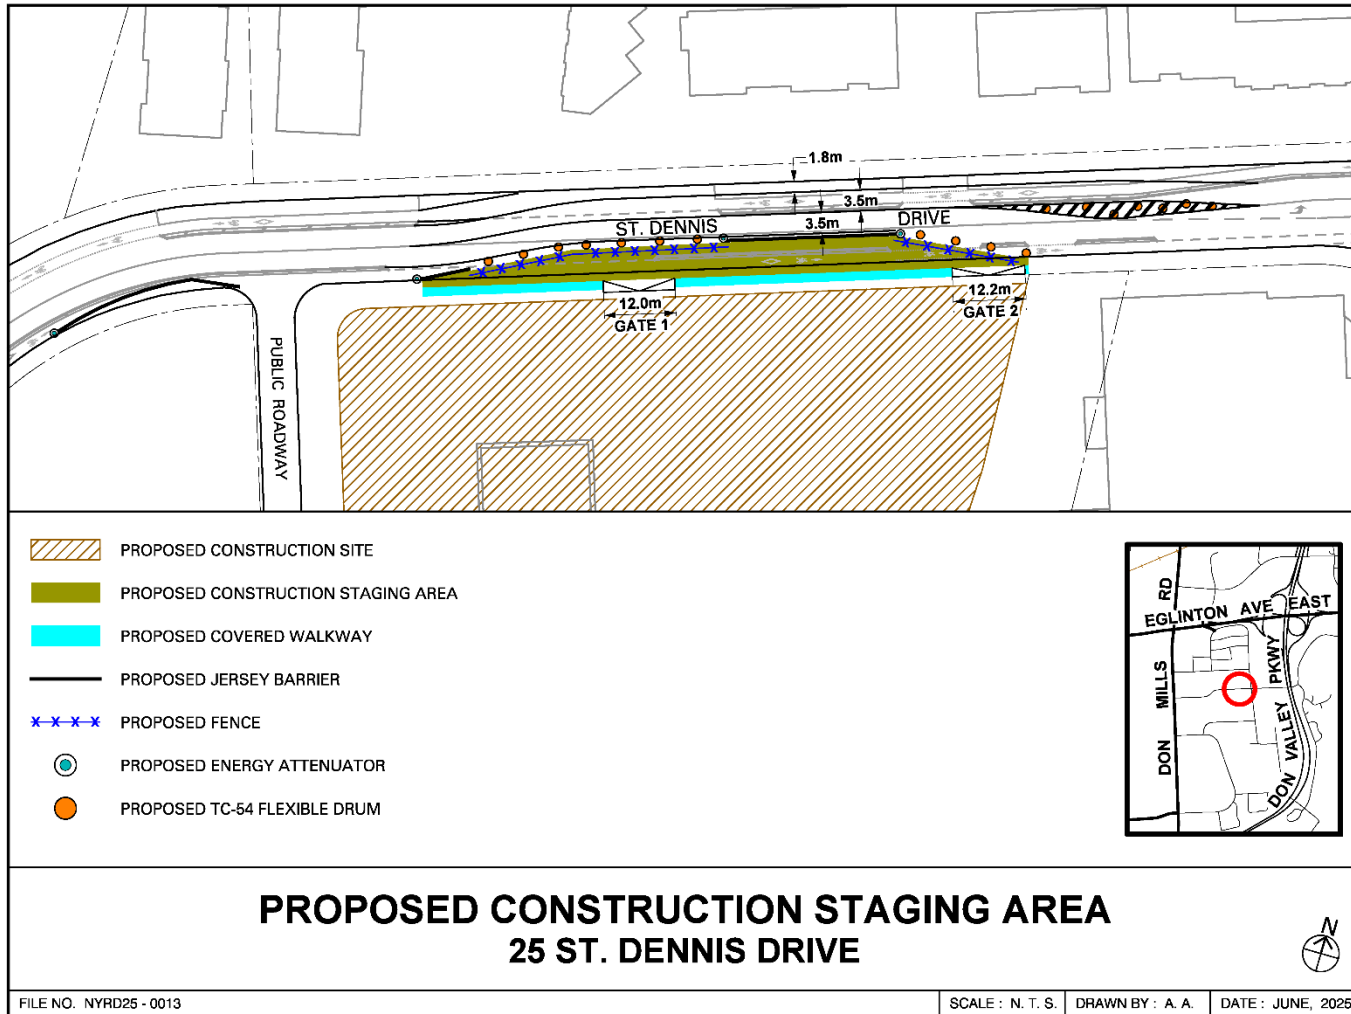 1.8m
3.5m
ST. DENNIS DRIVE
3.5m
12.0m
GATE 1
12.2m
GATE 2
PUBLIC ROADWAY
PROPOSED CONSTRUCTION SITE
PROPOSED CONSTRUCTION STAGING AREA
PROPOSED COVERED WALKWAY
PROPOSED JERSEY BARRIER
PROPOSED FENCE
PROPOSED ENERGY ATTENUATOR
PROPOSED TC-54 FLEXIBLE DRUM
EGLINTON AVE EAST
DON MILLS RD
DON VALLEY PKWY
PROPOSED CONSTRUCTION STAGING AREA
25 ST. DENNIS DRIVE
N
FILE NO. NYRD25 - 0013
SCALE : N. T. S.
DRAWN BY : A. A.
DATE : JUNE, 2025